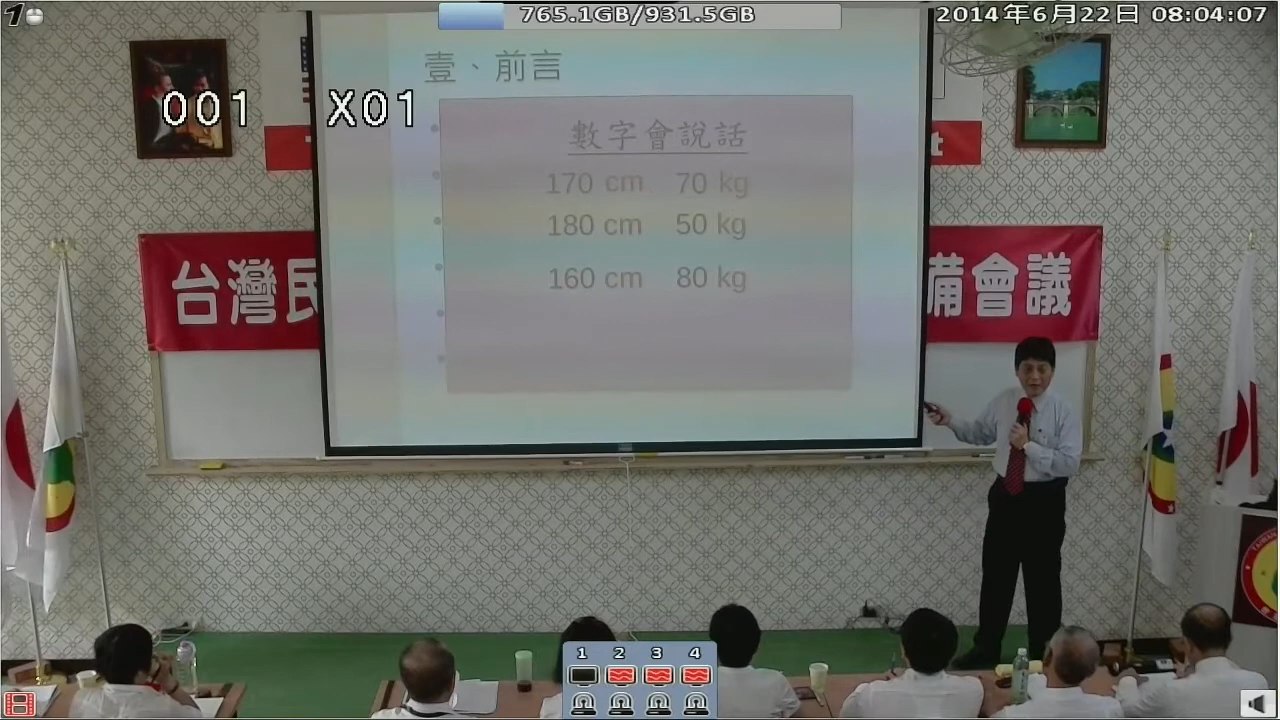 765.1GB/931.5GB
2014年6月22日 08:04:07
001 X01
壹、前言
數字會說話
170 cm 70 kg
180 cm 50 kg
160 cm 80 kg
台灣民
備會議
1 2 3 4